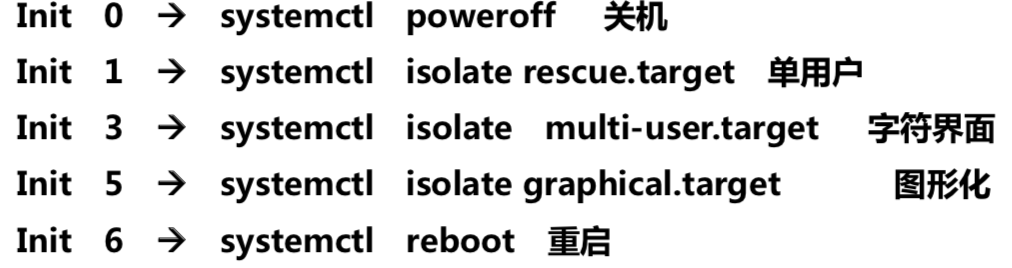 Init 0 → systemctl poweroff 关机
Init 1 → systemctl isolate rescue.target 单用户
Init 3 → systemctl isolate multi-user.target 字符界面
Init 5 → systemctl isolate graphical.target 图形化
Init 6 → systemctl reboot 重启